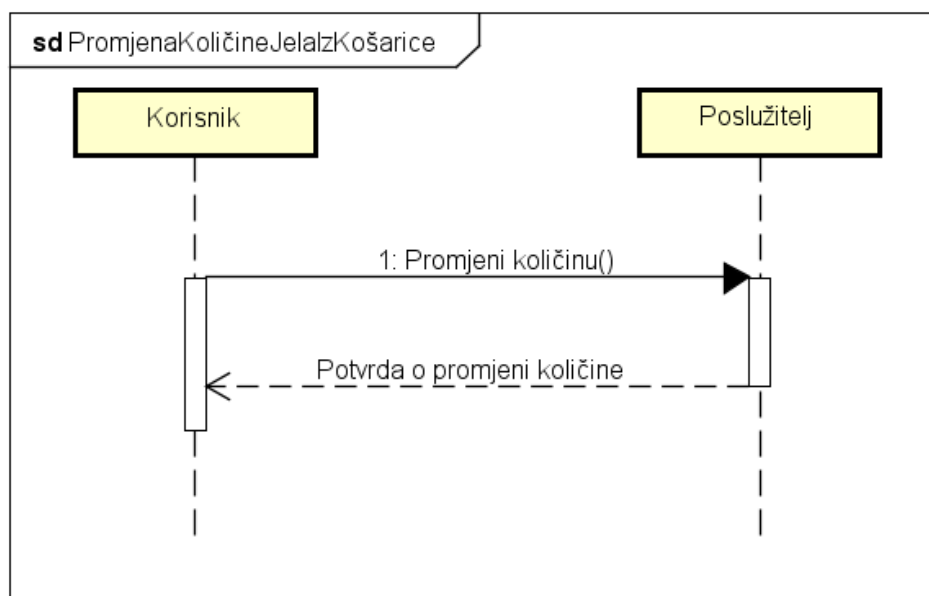 sd PromjenaKoličineJelaIzKošarice
Korisnik
Poslužitelj
1: Promjeni količinu()
Potvrda o promjeni količine